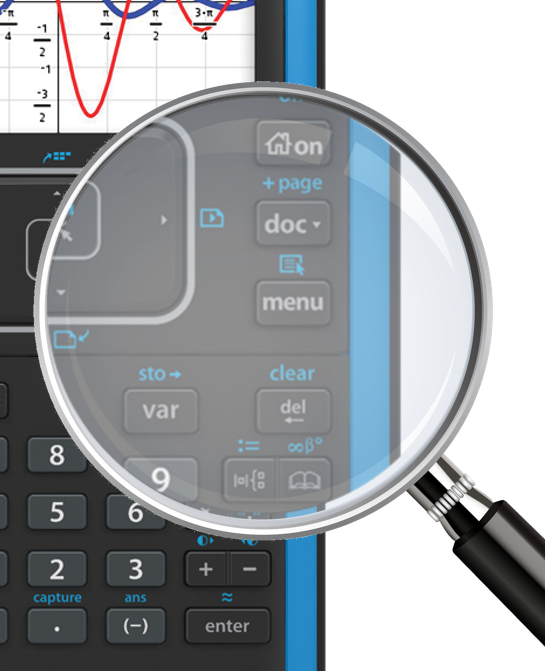 -π/4 π/4 π/2 3·π/4
-1/2
-1
-3/2
on
+page
doc
menu
sto→ clear
var del
:= ∞β°
8 9 |□|{
5 6
2 3 + −
capture ans ≈
. (−) enter